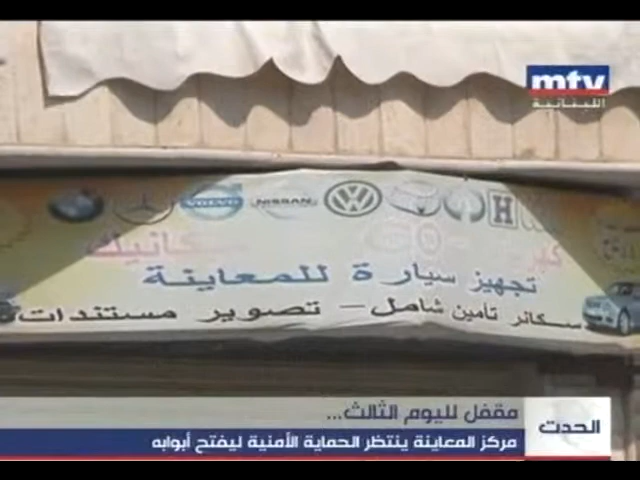 mtv
اللبنانية
VOLVO
NISSAN
H
تجهيز سيارة للمعاينة
سكانر تأمين شامل - تصوير مستندات
مقفل لليوم الثالث...
الحدث
مركز المعاينة ينتظر الحماية الأمنية ليفتح أبوابه